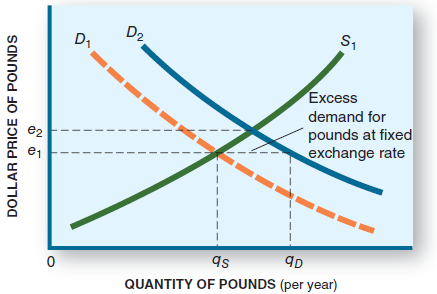 DOLLAR PRICE OF POUNDS
D1
D2
S1
Excess
demand for
pounds at fixed
exchange rate
e2
e1
0
qS
qD
QUANTITY OF POUNDS (per year)